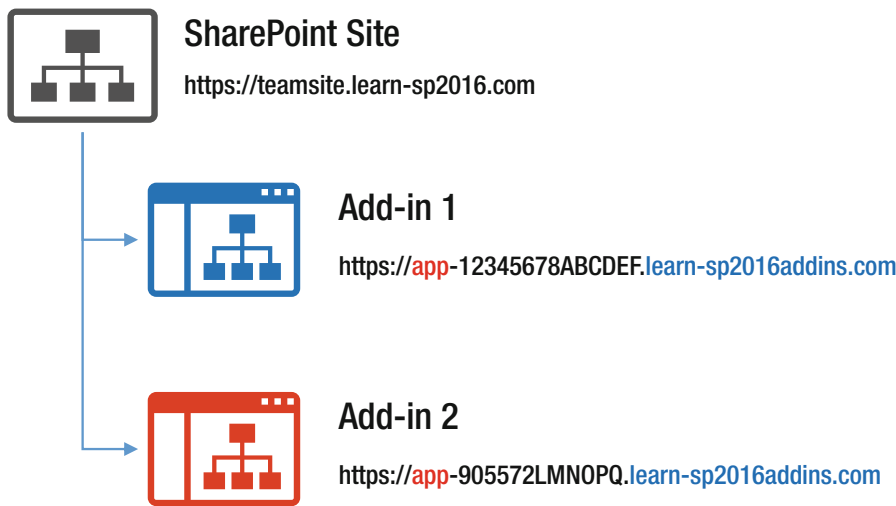 SharePoint Site
https://teamsite.learn-sp2016.com
Add-in 1
https://app-12345678ABCDEF.learn-sp2016addins.com
Add-in 2
https://app-905572LMNOPQ.learn-sp2016addins.com